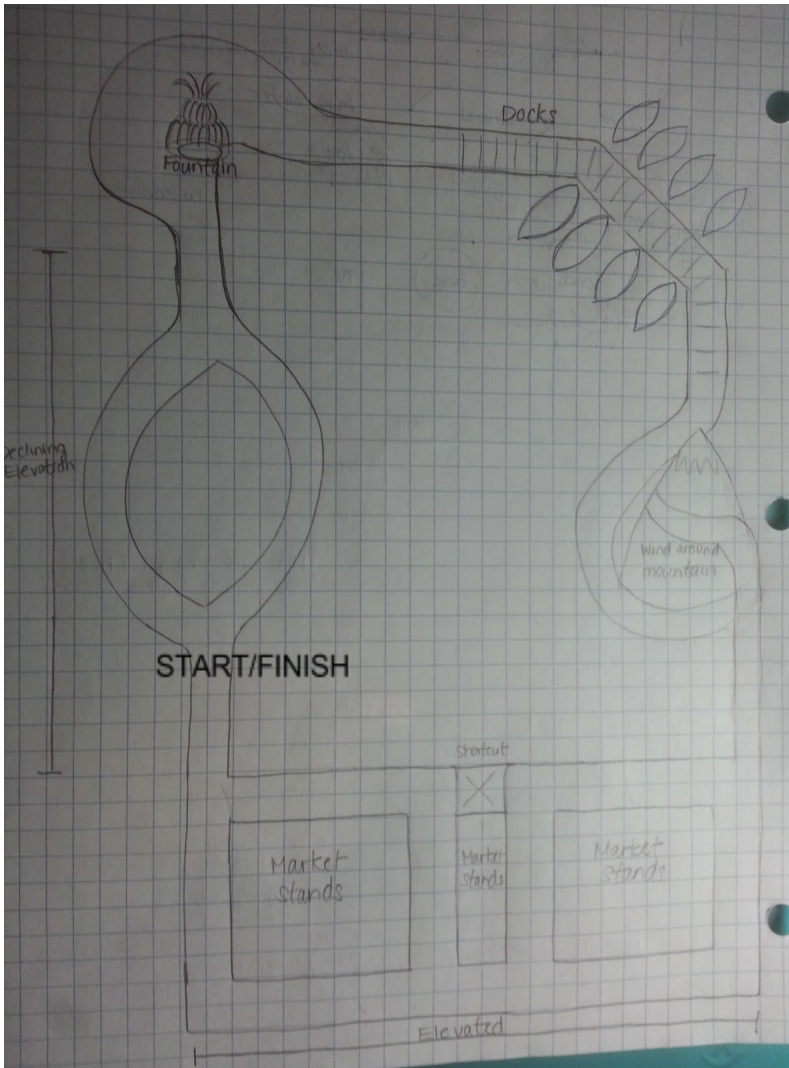 Docks
Fountain
Declining
Elevation
Wind around
mountain
START/FINISH
Shortcut
Market
Stands
Market
Stands
Market
Stands
Elevated